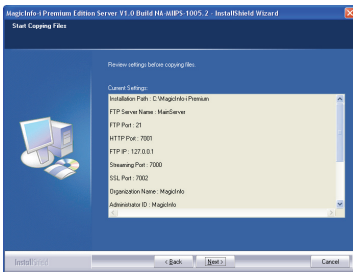 MagicInfo-i Premium Edition Server V1.0 Build NA-MIIPS-1005.2 - InstallShield Wizard
Start Copying Files
Review settings before copying files.
Current Settings:
Installation Path : C:\MagicInfo-i Premium
FTP Server Name : MainServer
FTP Port : 21
HTTP Port : 7001
FTP IP : 127.0.0.1
Streaming Port : 7000
SSL Port : 7002
Organization Name : MagicInfo
Administrator ID : MagicInfo
InstallShield
< Back
Next >
Cancel